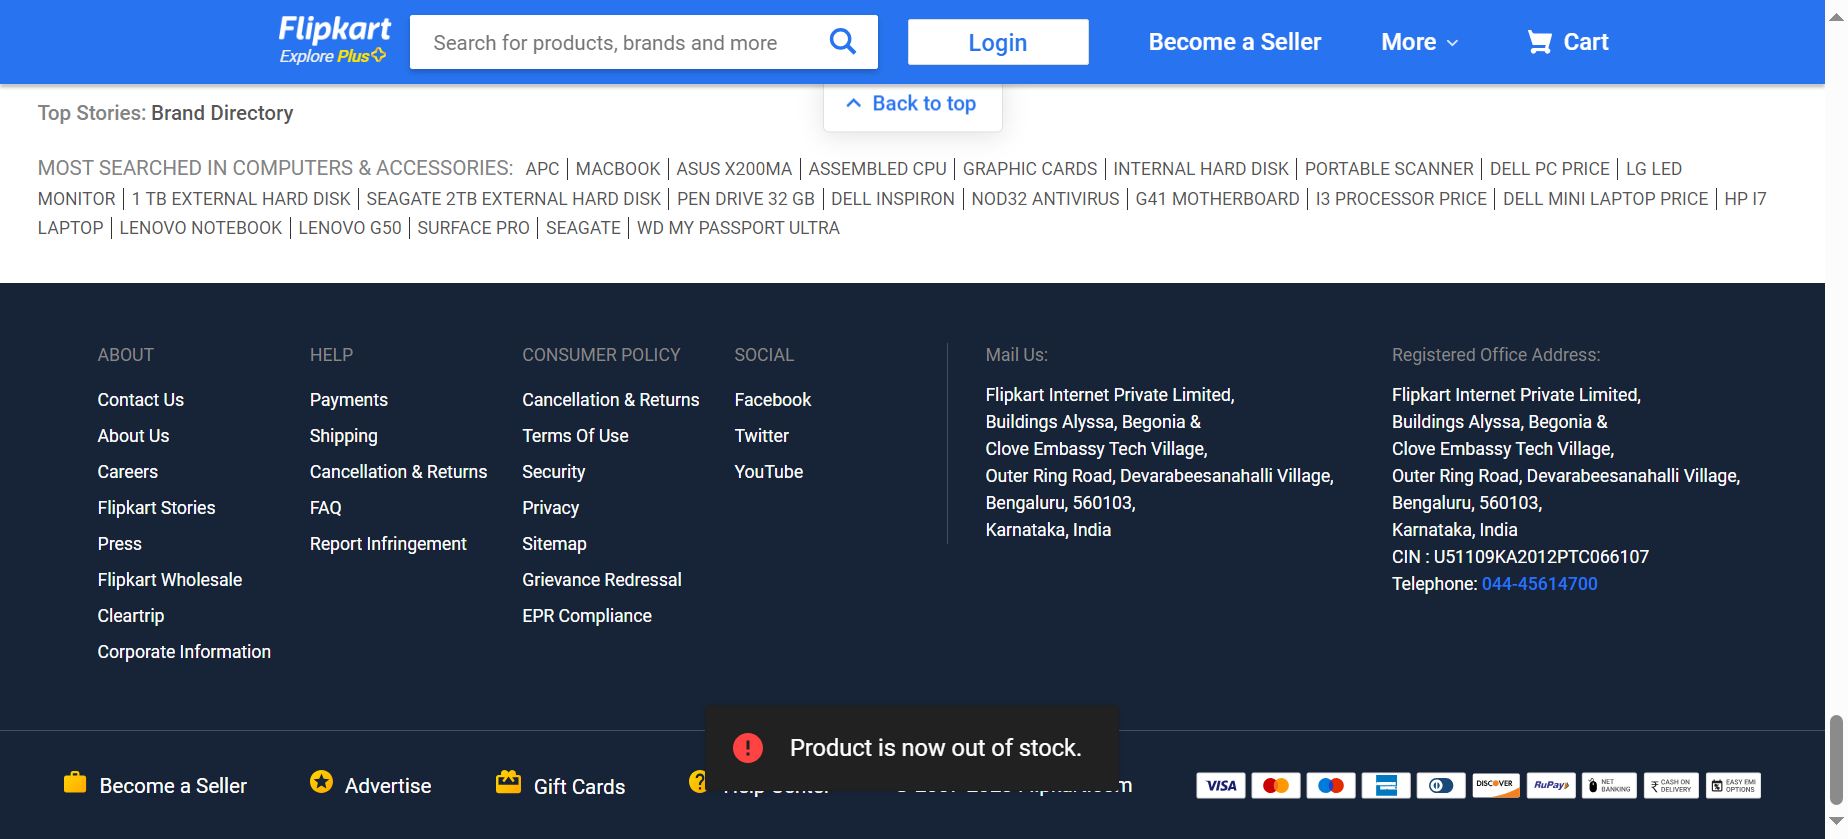 Flipkart
Explore Plus
Search for products, brands and more
Login
Become a Seller
More
Cart
Back to top
Top Stories: Brand Directory
MOST SEARCHED IN COMPUTERS & ACCESSORIES: APC | MACBOOK | ASUS X200MA | ASSEMBLED CPU | GRAPHIC CARDS | INTERNAL HARD DISK | PORTABLE SCANNER | DELL PC PRICE | LG LED
MONITOR | 1 TB EXTERNAL HARD DISK | SEAGATE 2TB EXTERNAL HARD DISK | PEN DRIVE 32 GB | DELL INSPIRON | NOD32 ANTIVIRUS | G41 MOTHERBOARD | I3 PROCESSOR PRICE | DELL MINI LAPTOP PRICE | HP I7
LAPTOP | LENOVO NOTEBOOK | LENOVO G50 | SURFACE PRO | SEAGATE | WD MY PASSPORT ULTRA
ABOUT
Contact Us
About Us
Careers
Flipkart Stories
Press
Flipkart Wholesale
Cleartrip
Corporate Information
HELP
Payments
Shipping
Cancellation & Returns
FAQ
Report Infringement
CONSUMER POLICY
Cancellation & Returns
Terms Of Use
Security
Privacy
Sitemap
Grievance Redressal
EPR Compliance
SOCIAL
Facebook
Twitter
YouTube
Mail Us:
Flipkart Internet Private Limited,
Buildings Alyssa, Begonia &
Clove Embassy Tech Village,
Outer Ring Road, Devarabeesanahalli Village,
Bengaluru, 560103,
Karnataka, India
Registered Office Address:
Flipkart Internet Private Limited,
Buildings Alyssa, Begonia &
Clove Embassy Tech Village,
Outer Ring Road, Devarabeesanahalli Village,
Bengaluru, 560103,
Karnataka, India
CIN : U51109KA2012PTC066107
Telephone: 044-45614700
Product is now out of stock.
Become a Seller
Advertise
Gift Cards
VISA
DISCOVER
RuPay
NET
BANKING
CASH ON
DELIVERY
EASY EMI
OPTIONS